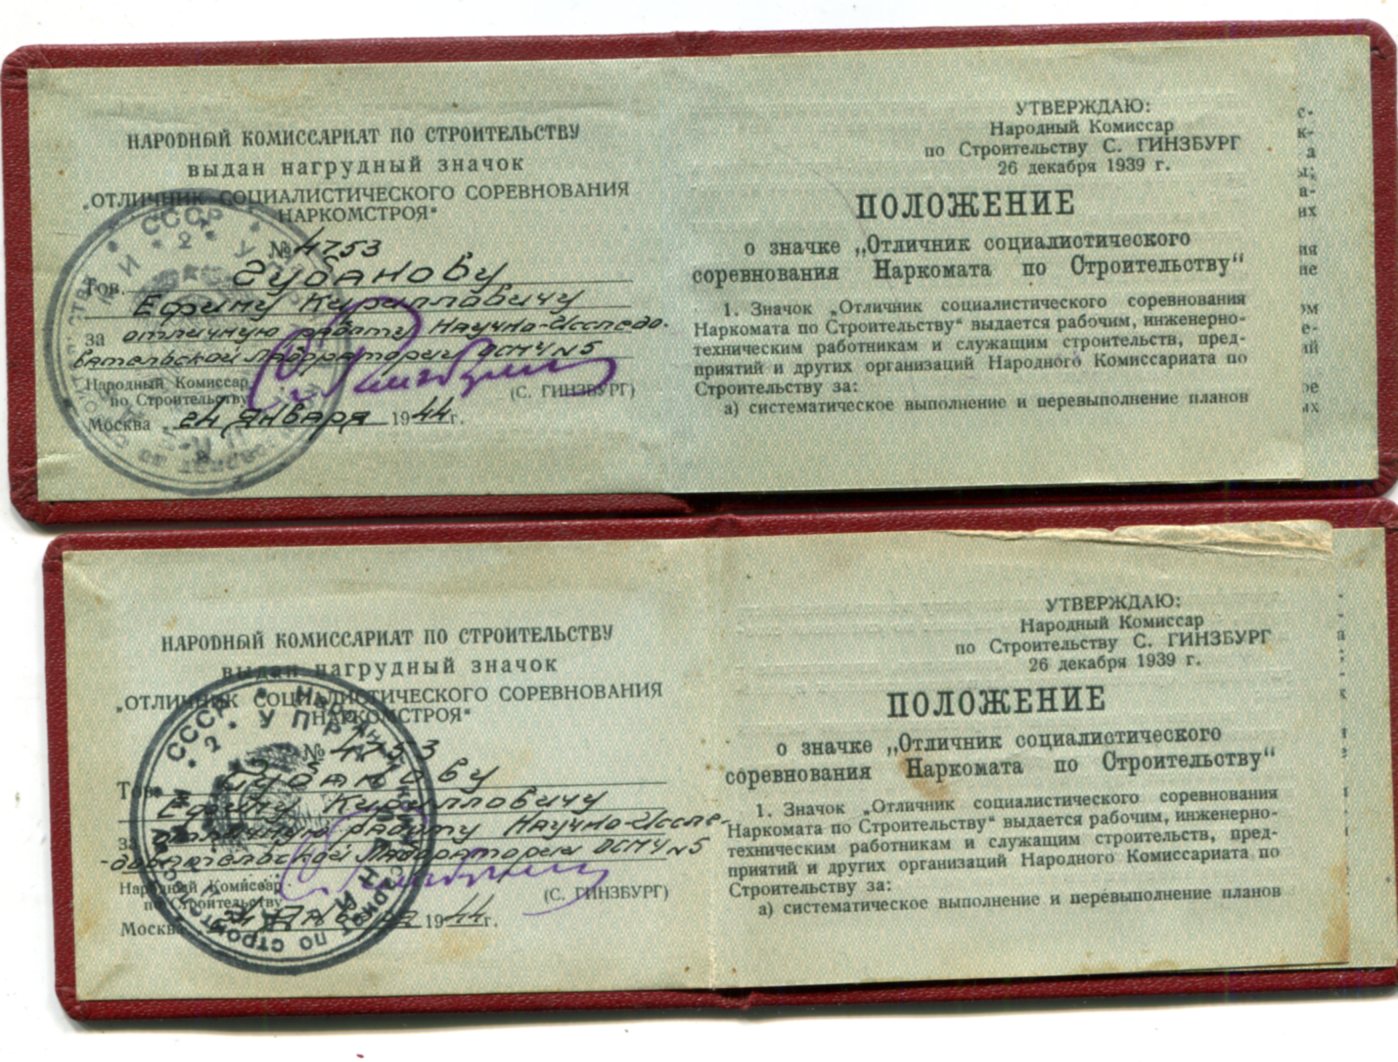 НАРОДНЫЙ КОМИССАРИАТ ПО СТРОИТЕЛЬСТВУ
выдан нагрудный значок
„ОТЛИЧНИК СОЦИАЛИСТИЧЕСКОГО СОРЕВНОВАНИЯ
НАРКОМСТРОЯ"
№ 4753
Тов. Губанову
Ефиму Кирилловичу
за отличную работу Научно-Исследо-
вательской Лаборатории ОСМЧ №5
Народный Комиссар
по Строительству
(С. ГИНЗБУРГ)
Москва 24 января 1944 г.
УТВЕРЖДАЮ:
Народный Комиссар
по Строительству С. ГИНЗБУРГ
26 декабря 1939 г.
ПОЛОЖЕНИЕ
о значке „Отличник социалистического
соревнования Наркомата по Строительству"
1. Значок „Отличник социалистического соревнования
Наркомата по Строительству" выдается рабочим, инженерно-
техническим работникам и служащим строительств, пред-
приятий и других организаций Народного Комиссариата по
Строительству за:
а) систематическое выполнение и перевыполнение планов
НАРОДНЫЙ КОМИССАРИАТ ПО СТРОИТЕЛЬСТВУ
выдан нагрудный значок
„ОТЛИЧНИК СОЦИАЛИСТИЧЕСКОГО СОРЕВНОВАНИЯ
НАРКОМСТРОЯ"
№ 4753
Тов. Губанову
Ефиму Кирилловичу
за отличную работу Научно-Иссле-
-довательской Лаборатории ОСМЧ №5
Народный Комиссар
по Строительству
(С. ГИНЗБУРГ)
Москва 24 января 1944 г.
УТВЕРЖДАЮ:
Народный Комиссар
по Строительству С. ГИНЗБУРГ
26 декабря 1939 г.
ПОЛОЖЕНИЕ
о значке „Отличник социалистического
соревнования Наркомата по Строительству"
1. Значок „Отличник социалистического соревнования
Наркомата по Строительству" выдается рабочим, инженерно-
техническим работникам и служащим строительств, пред-
приятий и других организаций Народного Комиссариата по
Строительству за:
а) систематическое выполнение и перевыполнение планов